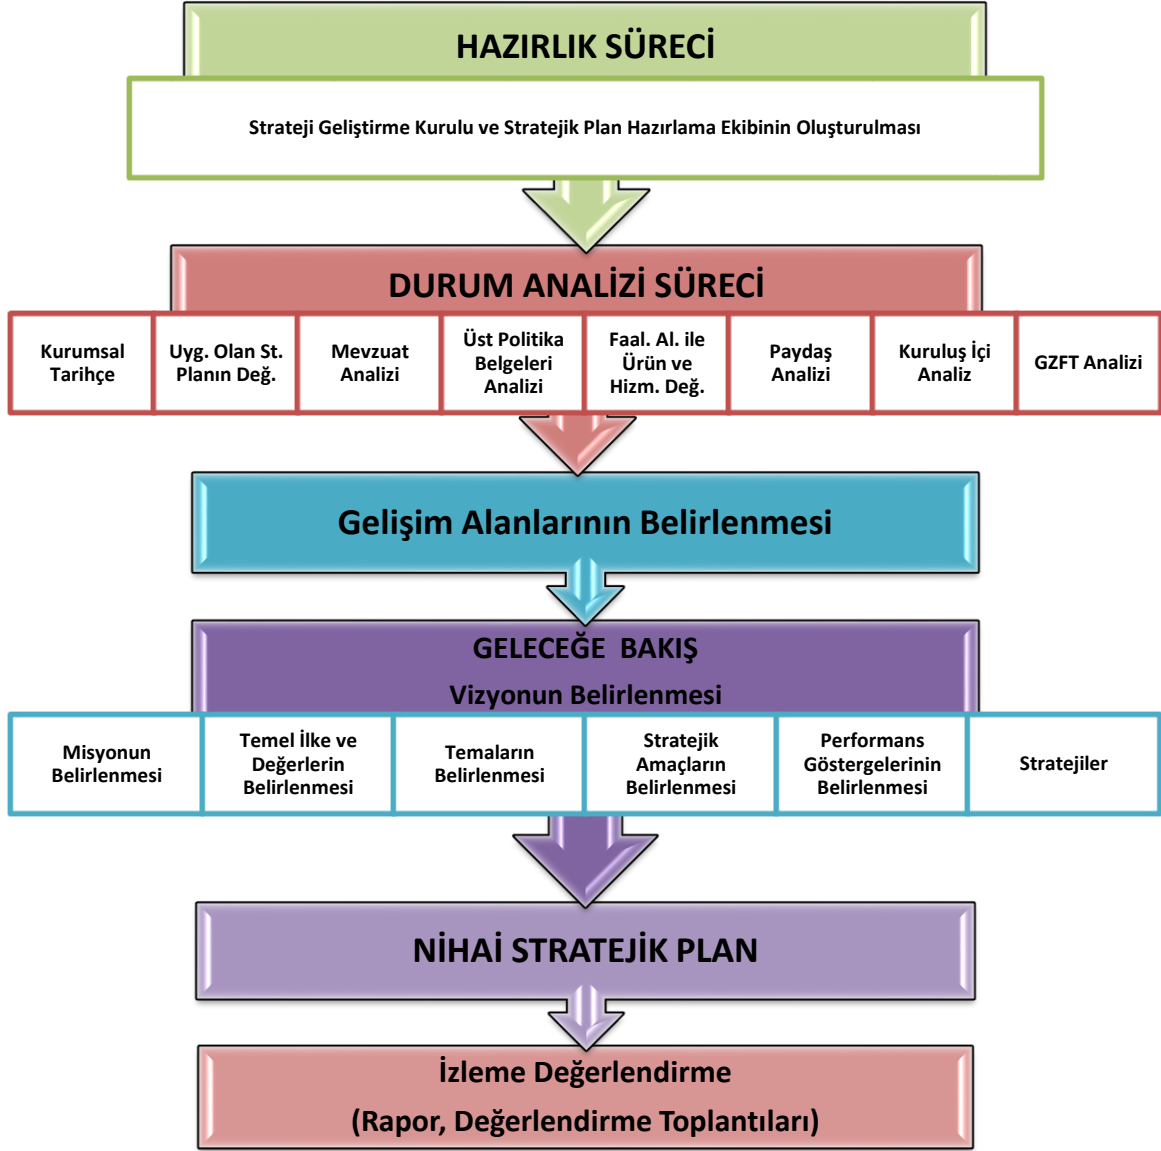 HAZIRLIK SÜRECİ
Strateji Geliştirme Kurulu ve Stratejik Plan Hazırlama Ekibinin Oluşturulması
DURUM ANALİZİ SÜRECİ
Kurumsal
Tarihçe
Uyg. Olan St.
Planın Değ.
Mevzuat
Analizi
Üst Politika
Belgeleri
Analizi
Faal. Al. ile
Ürün ve
Hizm. Değ.
Paydaş
Analizi
Kuruluş İçi
Analiz
GZFT Analizi
Gelişim Alanlarının Belirlenmesi
GELECEĞE BAKIŞ
Vizyonun Belirlenmesi
Misyonun
Belirlenmesi
Temel İlke ve
Değerlerin
Belirlenmesi
Temaların
Belirlenmesi
Stratejik
Amaçların
Belirlenmesi
Performans
Göstergelerinin
Belirlenmesi
Stratejiler
NİHAİ STRATEJİK PLAN
İzleme Değerlendirme
(Rapor, Değerlendirme Toplantıları)